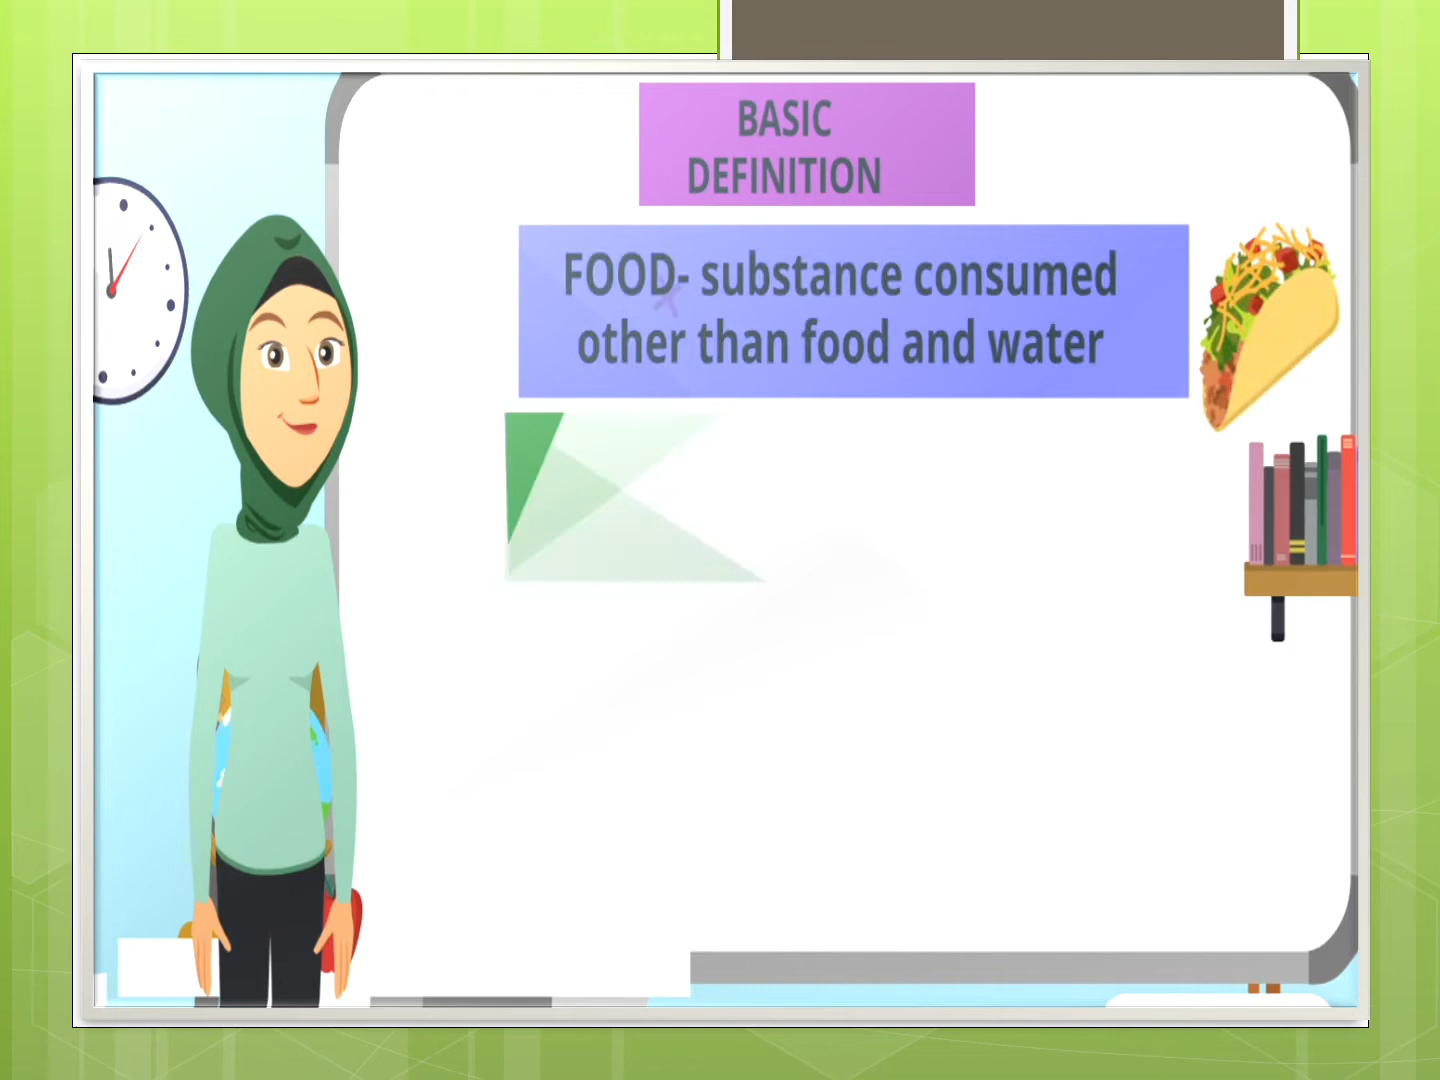 BASIC
DEFINITION
FOOD- substance consumed
other than food and water